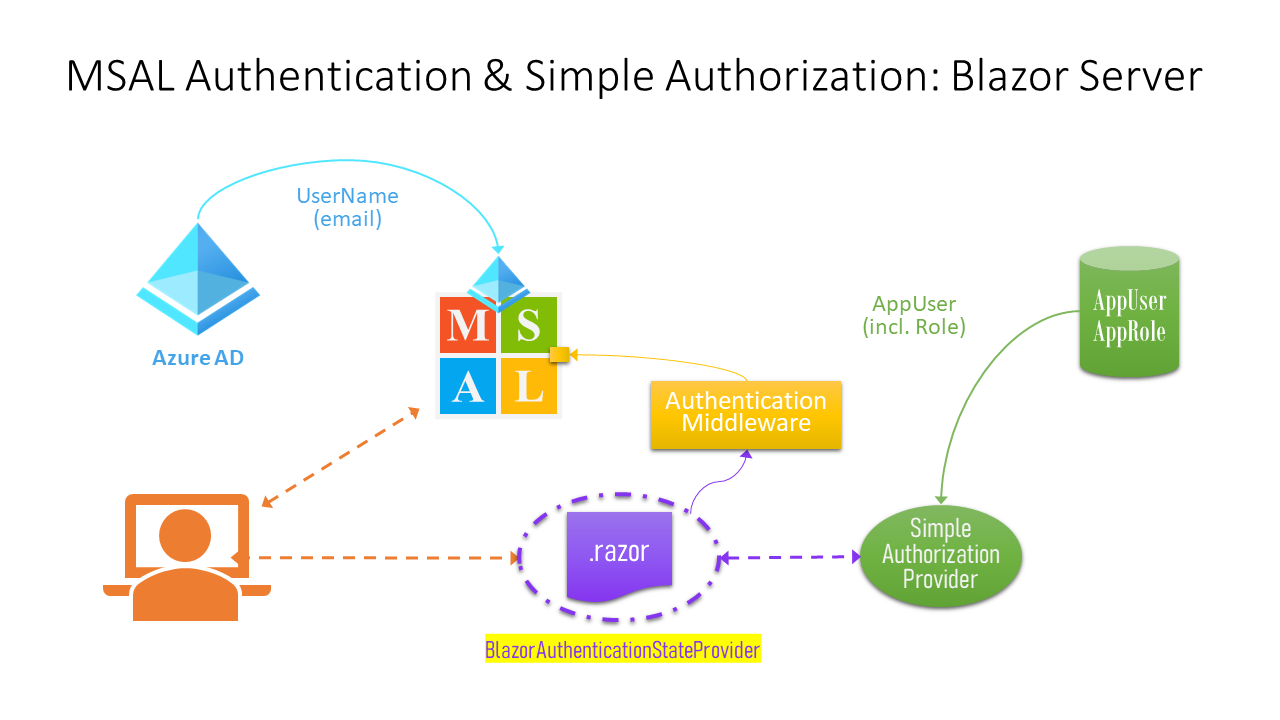 MSAL Authentication & Simple Authorization: Blazor Server
UserName
(email)
Azure AD
M S
A L
AppUser
(incl. Role)
AppUser
AppRole
Authentication
Middleware
.razor
Simple
Authorization
Provider
BlazorAuthenticationStateProvider